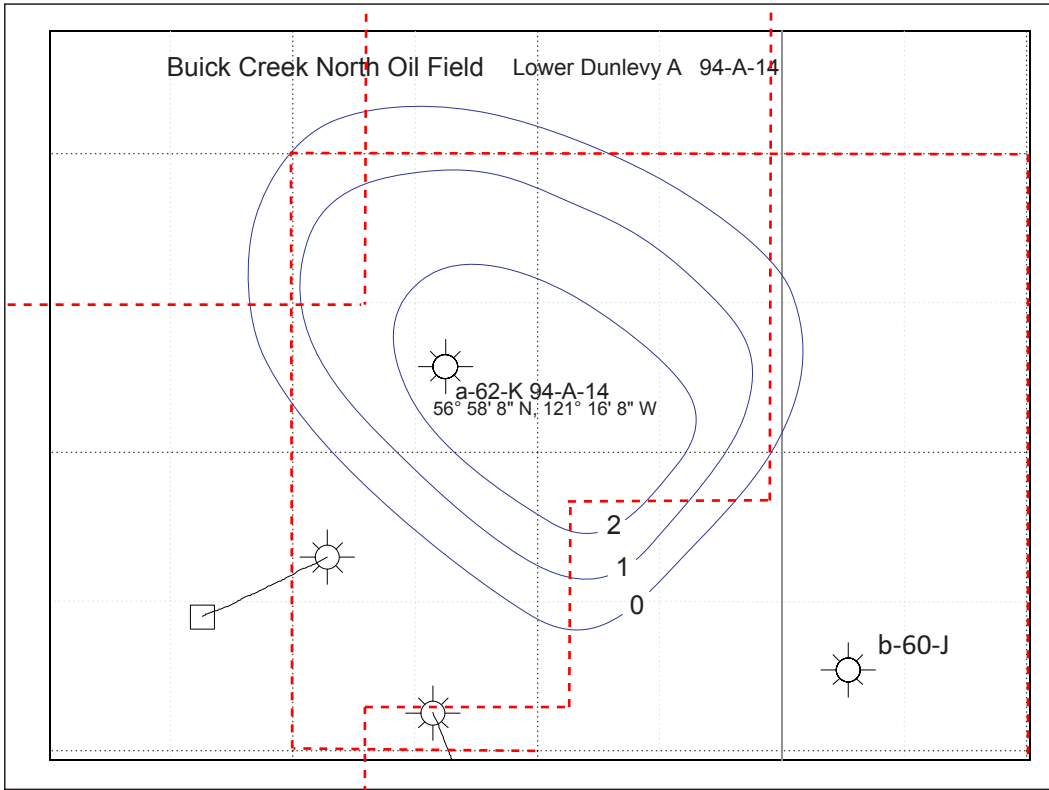 Buick Creek North Oil Field Lower Dunlevy A 94-A-14
a-62-K 94-A-14
56° 58' 8" N, 121° 16' 8" W
2
1
0
b-60-J